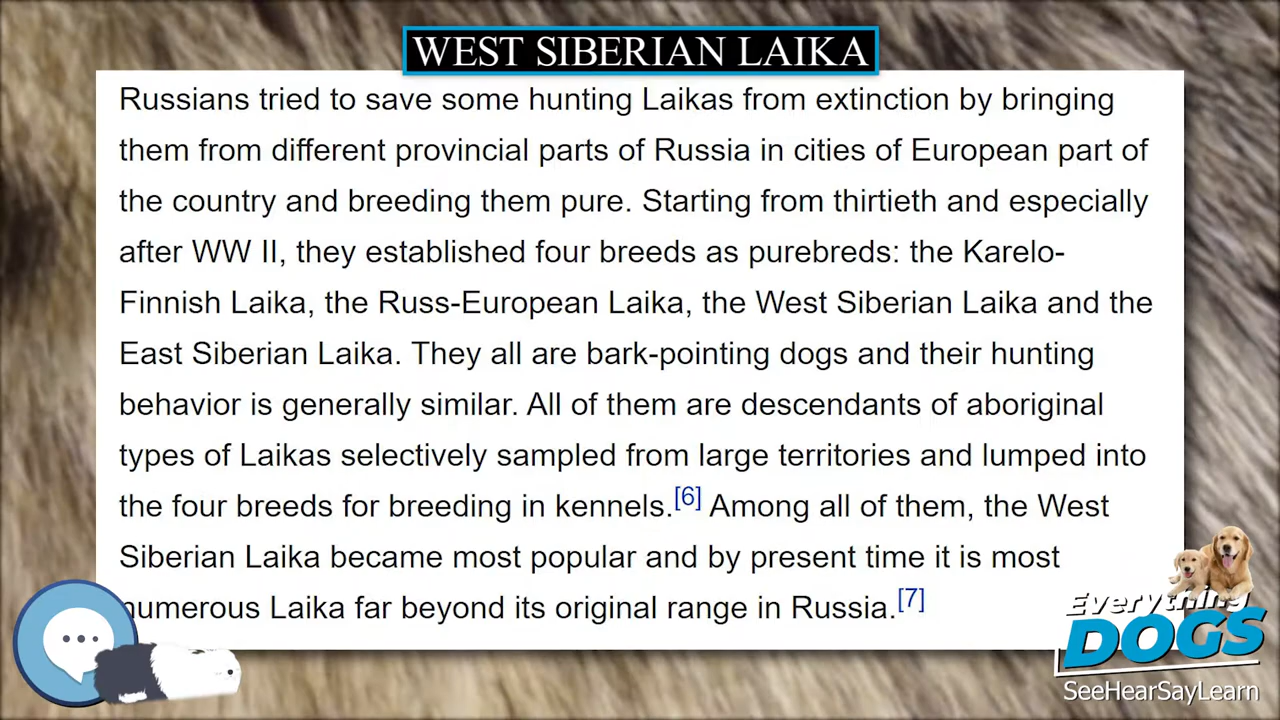 WEST SIBERIAN LAIKA
Russians tried to save some hunting Laikas from extinction by bringing
them from different provincial parts of Russia in cities of European part of
the country and breeding them pure. Starting from thirtieth and especially
after WW II, they established four breeds as purebreds: the Karelo-
Finnish Laika, the Russ-European Laika, the West Siberian Laika and the
East Siberian Laika. They all are bark-pointing dogs and their hunting
behavior is generally similar. All of them are descendants of aboriginal
types of Laikas selectively sampled from large territories and lumped into
the four breeds for breeding in kennels.[6] Among all of them, the West
Siberian Laika became most popular and by present time it is most
numerous Laika far beyond its original range in Russia.[7]
Everything
DOGS
SeeHearSayLearn